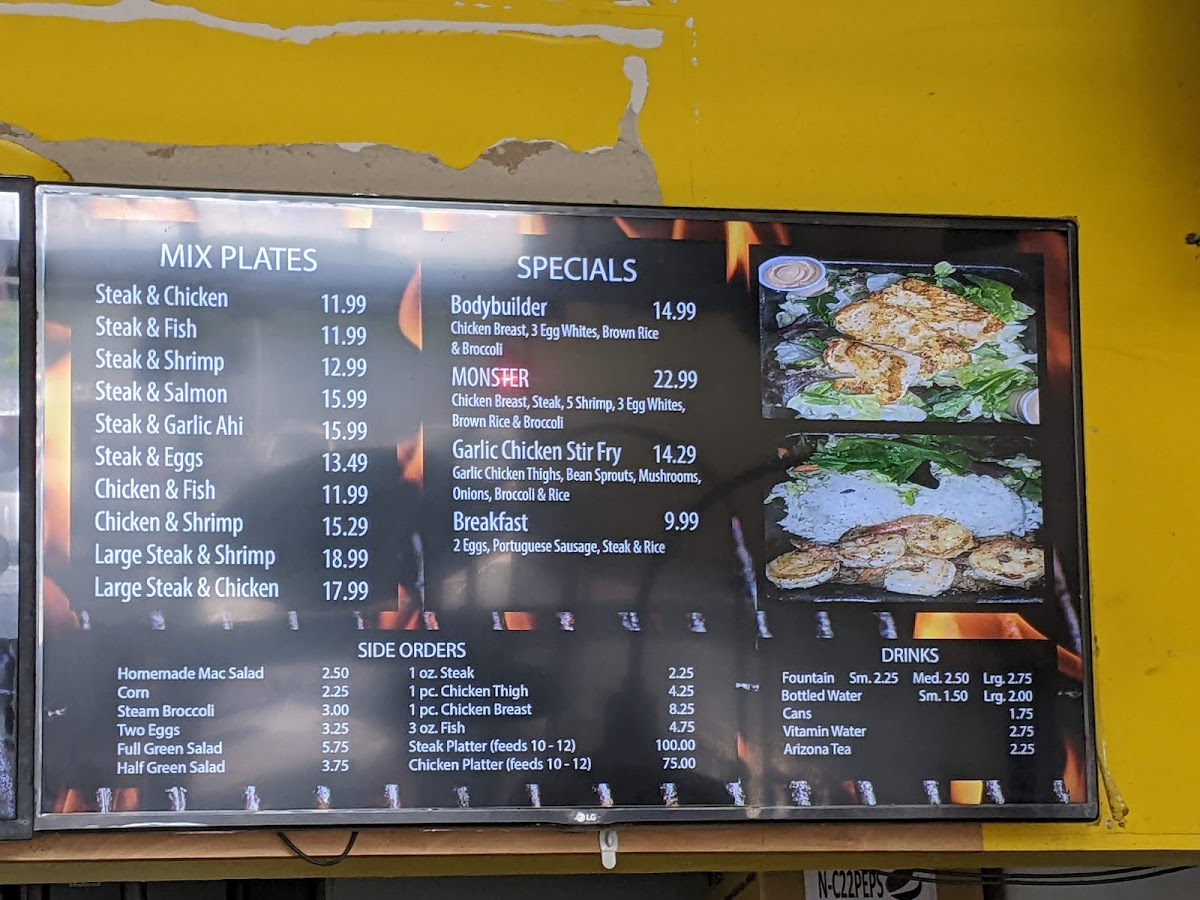 MIX PLATES
Steak & Chicken 11.99
Steak & Fish 11.99
Steak & Shrimp 12.99
Steak & Salmon 15.99
Steak & Garlic Ahi 15.99
Steak & Eggs 13.49
Chicken & Fish 11.99
Chicken & Shrimp 15.29
Large Steak & Shrimp 18.99
Large Steak & Chicken 17.99
SPECIALS
Bodybuilder 14.99
Chicken Breast, 3 Egg Whites, Brown Rice
& Broccoli
MONSTER 22.99
Chicken Breast, Steak, 5 Shrimp, 3 Egg Whites,
Brown Rice & Broccoli
Garlic Chicken Stir Fry 14.29
Garlic Chicken Thighs, Bean Sprouts, Mushrooms,
Onions, Broccoli & Rice
Breakfast 9.99
2 Eggs, Portuguese Sausage, Steak & Rice
SIDE ORDERS
Homemade Mac Salad 2.50
Corn 2.25
Steam Broccoli 3.00
Two Eggs 3.25
Full Green Salad 5.75
Half Green Salad 3.75
1 oz. Steak 2.25
1 pc. Chicken Thigh 4.25
1 pc. Chicken Breast 8.25
3 oz. Fish 4.75
Steak Platter (feeds 10 - 12) 100.00
Chicken Platter (feeds 10 - 12) 75.00
DRINKS
Fountain Sm. 2.25 Med. 2.50 Lrg. 2.75
Bottled Water Sm. 1.50 Lrg. 2.00
Cans 1.75
Vitamin Water 2.75
Arizona Tea 2.25
LG
N-C22PEPS